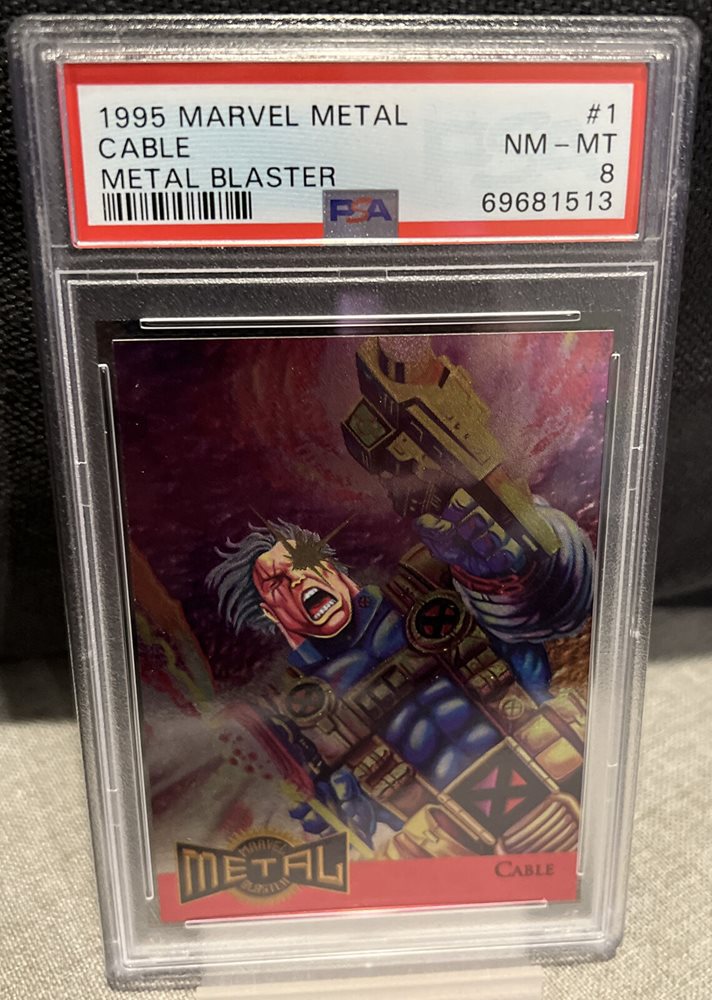 1995 MARVEL METAL #1
CABLE NM – MT
METAL BLASTER 8
PSA 69681513
MARVEL
METAL
BLASTER
CABLE